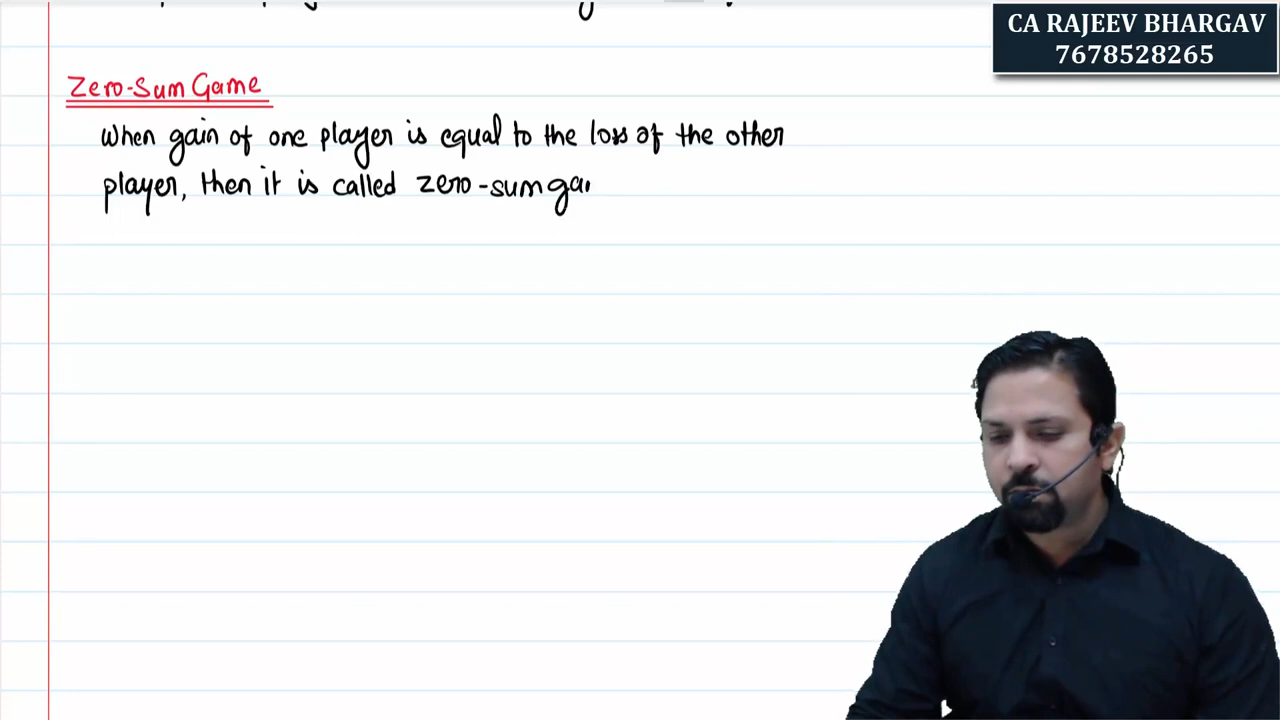 CA RAJEEV BHARGAV
7678528265
Zero-Sum Game
When gain of one player is equal to the loss of the other
player, then it is called zero-sum ga